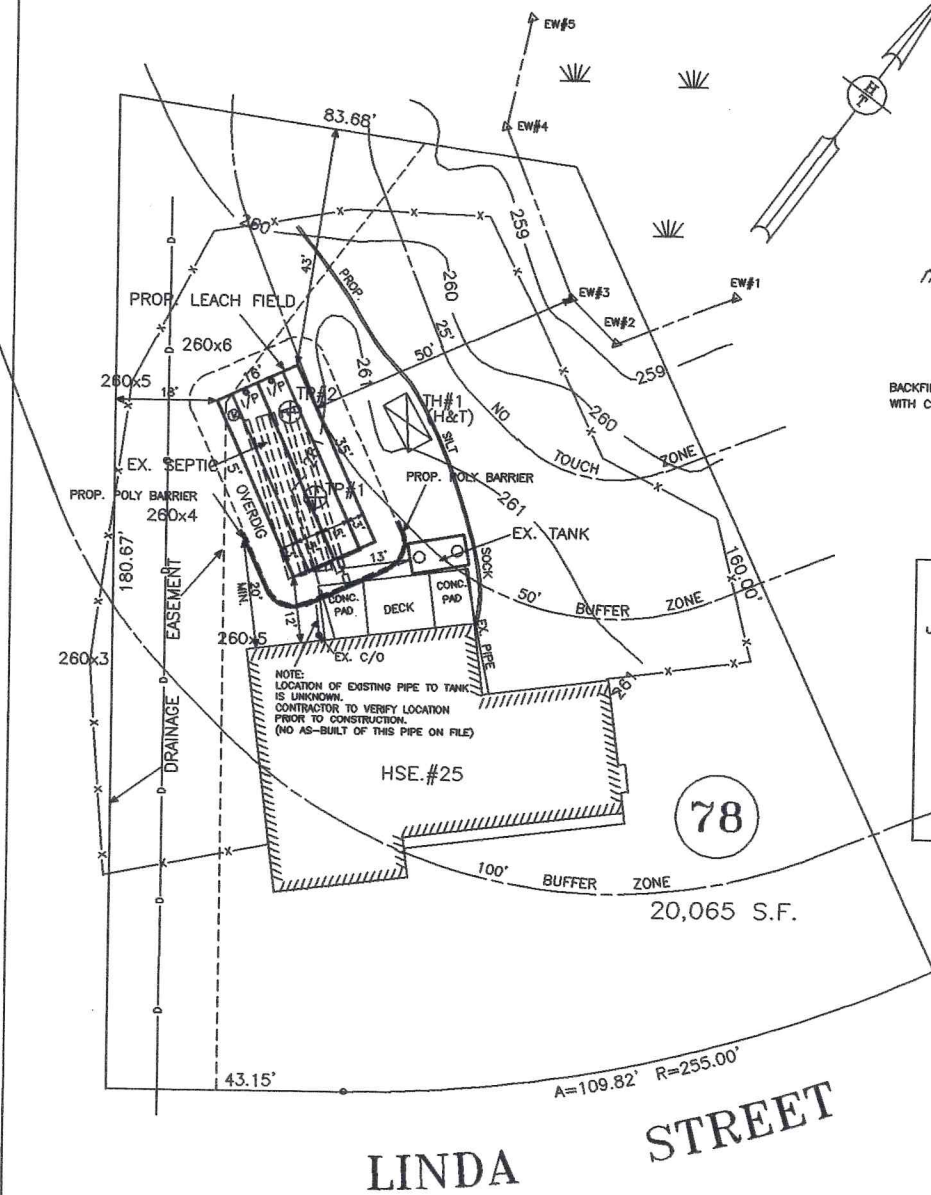 EW#5
H
T
EW#4
83.68'
259
260
43'
PROP.
260
25'
EW#3
EW#1
PROP. LEACH FIELD
EW#2
260x6
50'
259
261
260x5
16'
I/P
I/P
TP#2
18'
TH#1
(H&T)
NO
260
BACKFI
WITH C
TOUCH
ZONE
SILT
35'
EX. SEPTIC
5'
OVERDIG
PROP. POLY BARRIER
TP#1
PROP. POLY BARRIER
261
260x4
EX. TANK
13'
SOCK
180.67'
160.00'
20'
MIN.
50'
BUFFER
ZONE
CONC.
PAD
DECK
CONC.
PAD
12'
DRAINAGE EASEMENT
260x5
EX. PIPE
EX. C/O
260x3
261
NOTE:
LOCATION OF EXISTING PIPE TO TANK
IS UNKNOWN.
CONTRACTOR TO VERIFY LOCATION
PRIOR TO CONSTRUCTION.
(NO AS-BUILT OF THIS PIPE ON FILE)
HSE.#25
78
100'
BUFFER
ZONE
20,065 S.F.
43.15'
A=109.82' R=255.00'
LINDA STREET